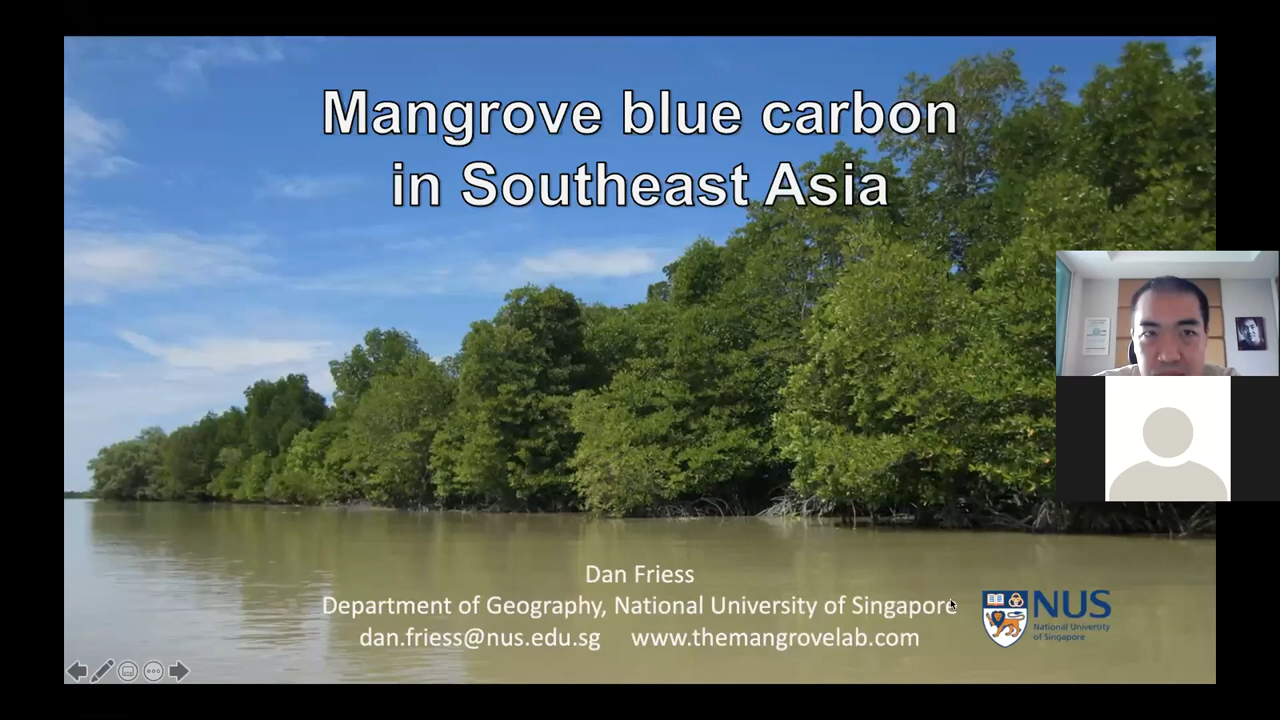 Mangrove blue carbon
in Southeast Asia
Dan Friess
Department of Geography, National University of Singapore
dan.friess@nus.edu.sg www.themangrovelab.com
NUS
National University
of Singapore